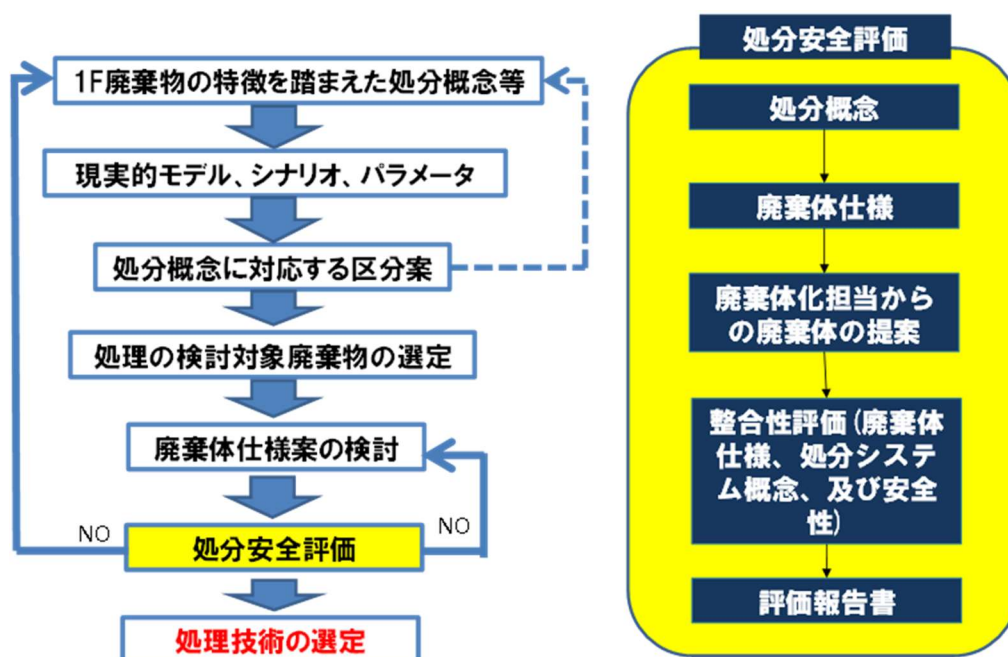 1F廃棄物の特徴を踏まえた処分概念等
現実的モデル、シナリオ、パラメータ
処分概念に対応する区分案
処理の検討対象廃棄物の選定
廃棄体仕様案の検討
NO
処分安全評価
NO
処理技術の選定
処分安全評価
処分概念
廃棄体仕様
廃棄体化担当から
の廃棄体の提案
整合性評価(廃棄体
仕様、処分システ
ム概念、及び安全
性)
評価報告書